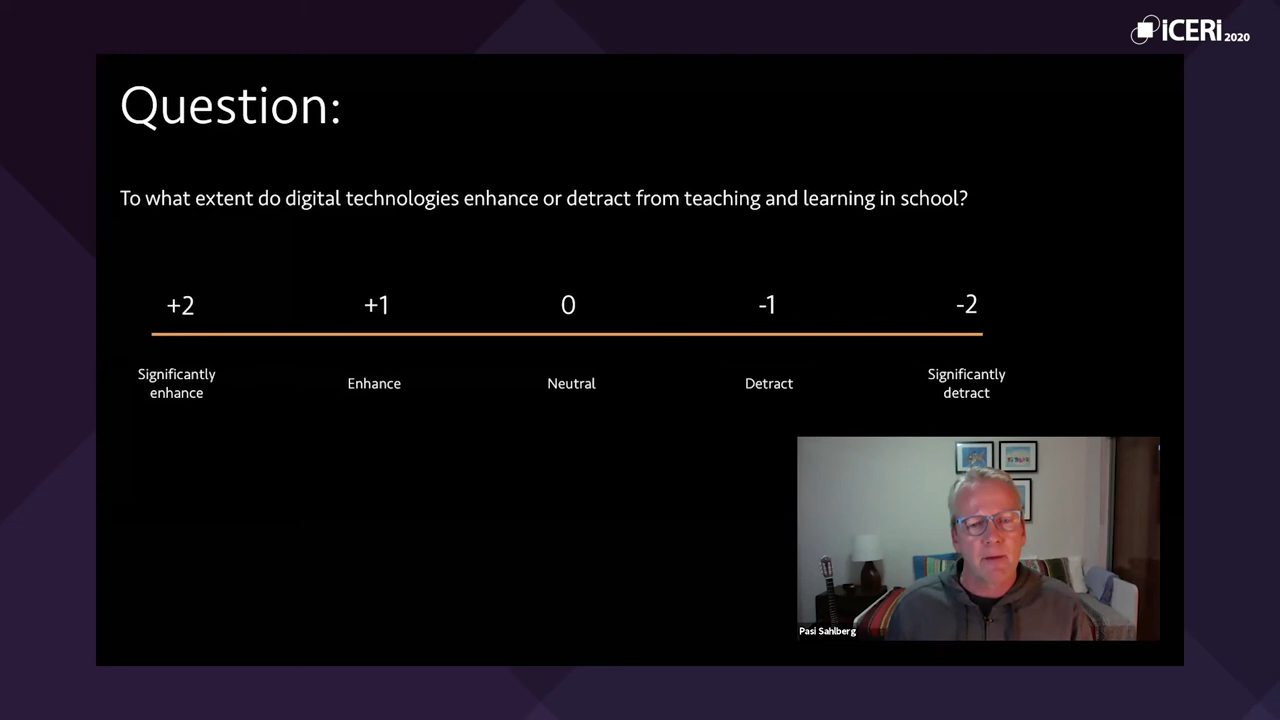 iCERi 2020
Question:
To what extent do digital technologies enhance or detract from teaching and learning in school?
+2 +1 0 -1 -2
Significantly enhance Enhance Neutral Detract Significantly detract
Pasi Sahlberg